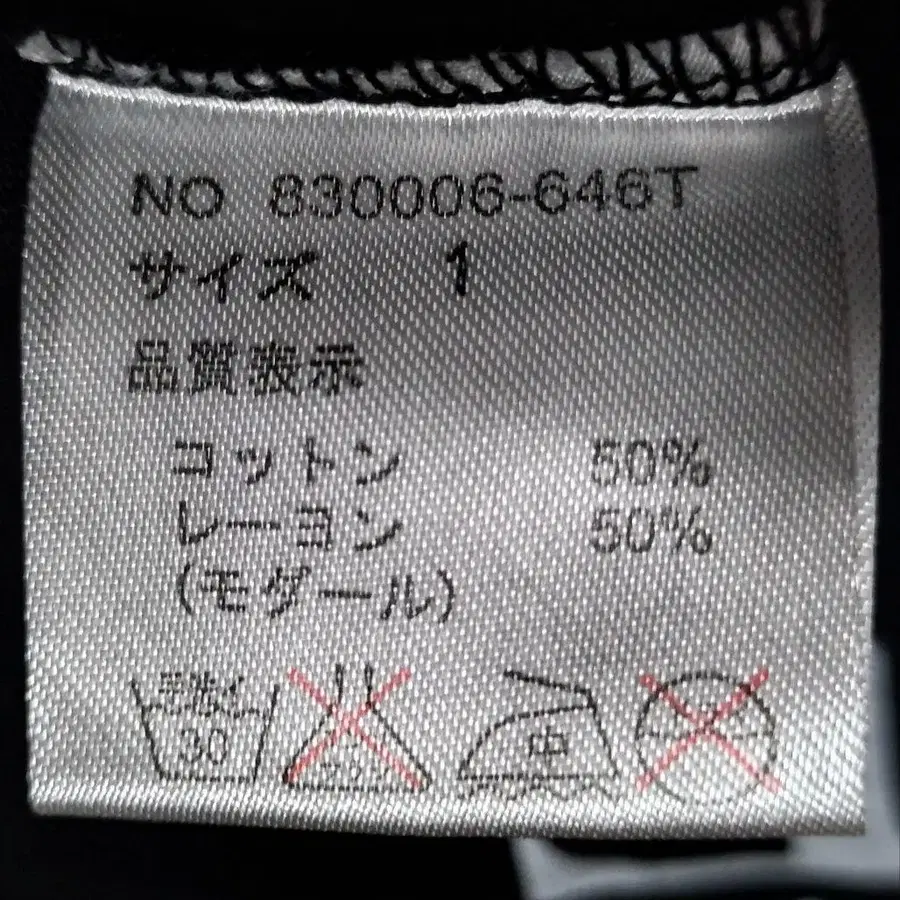 NO 830006-646T
サイズ 1
品質表示
コットン 50%
レーヨン 50%
(モダール)
手洗イ
30
中